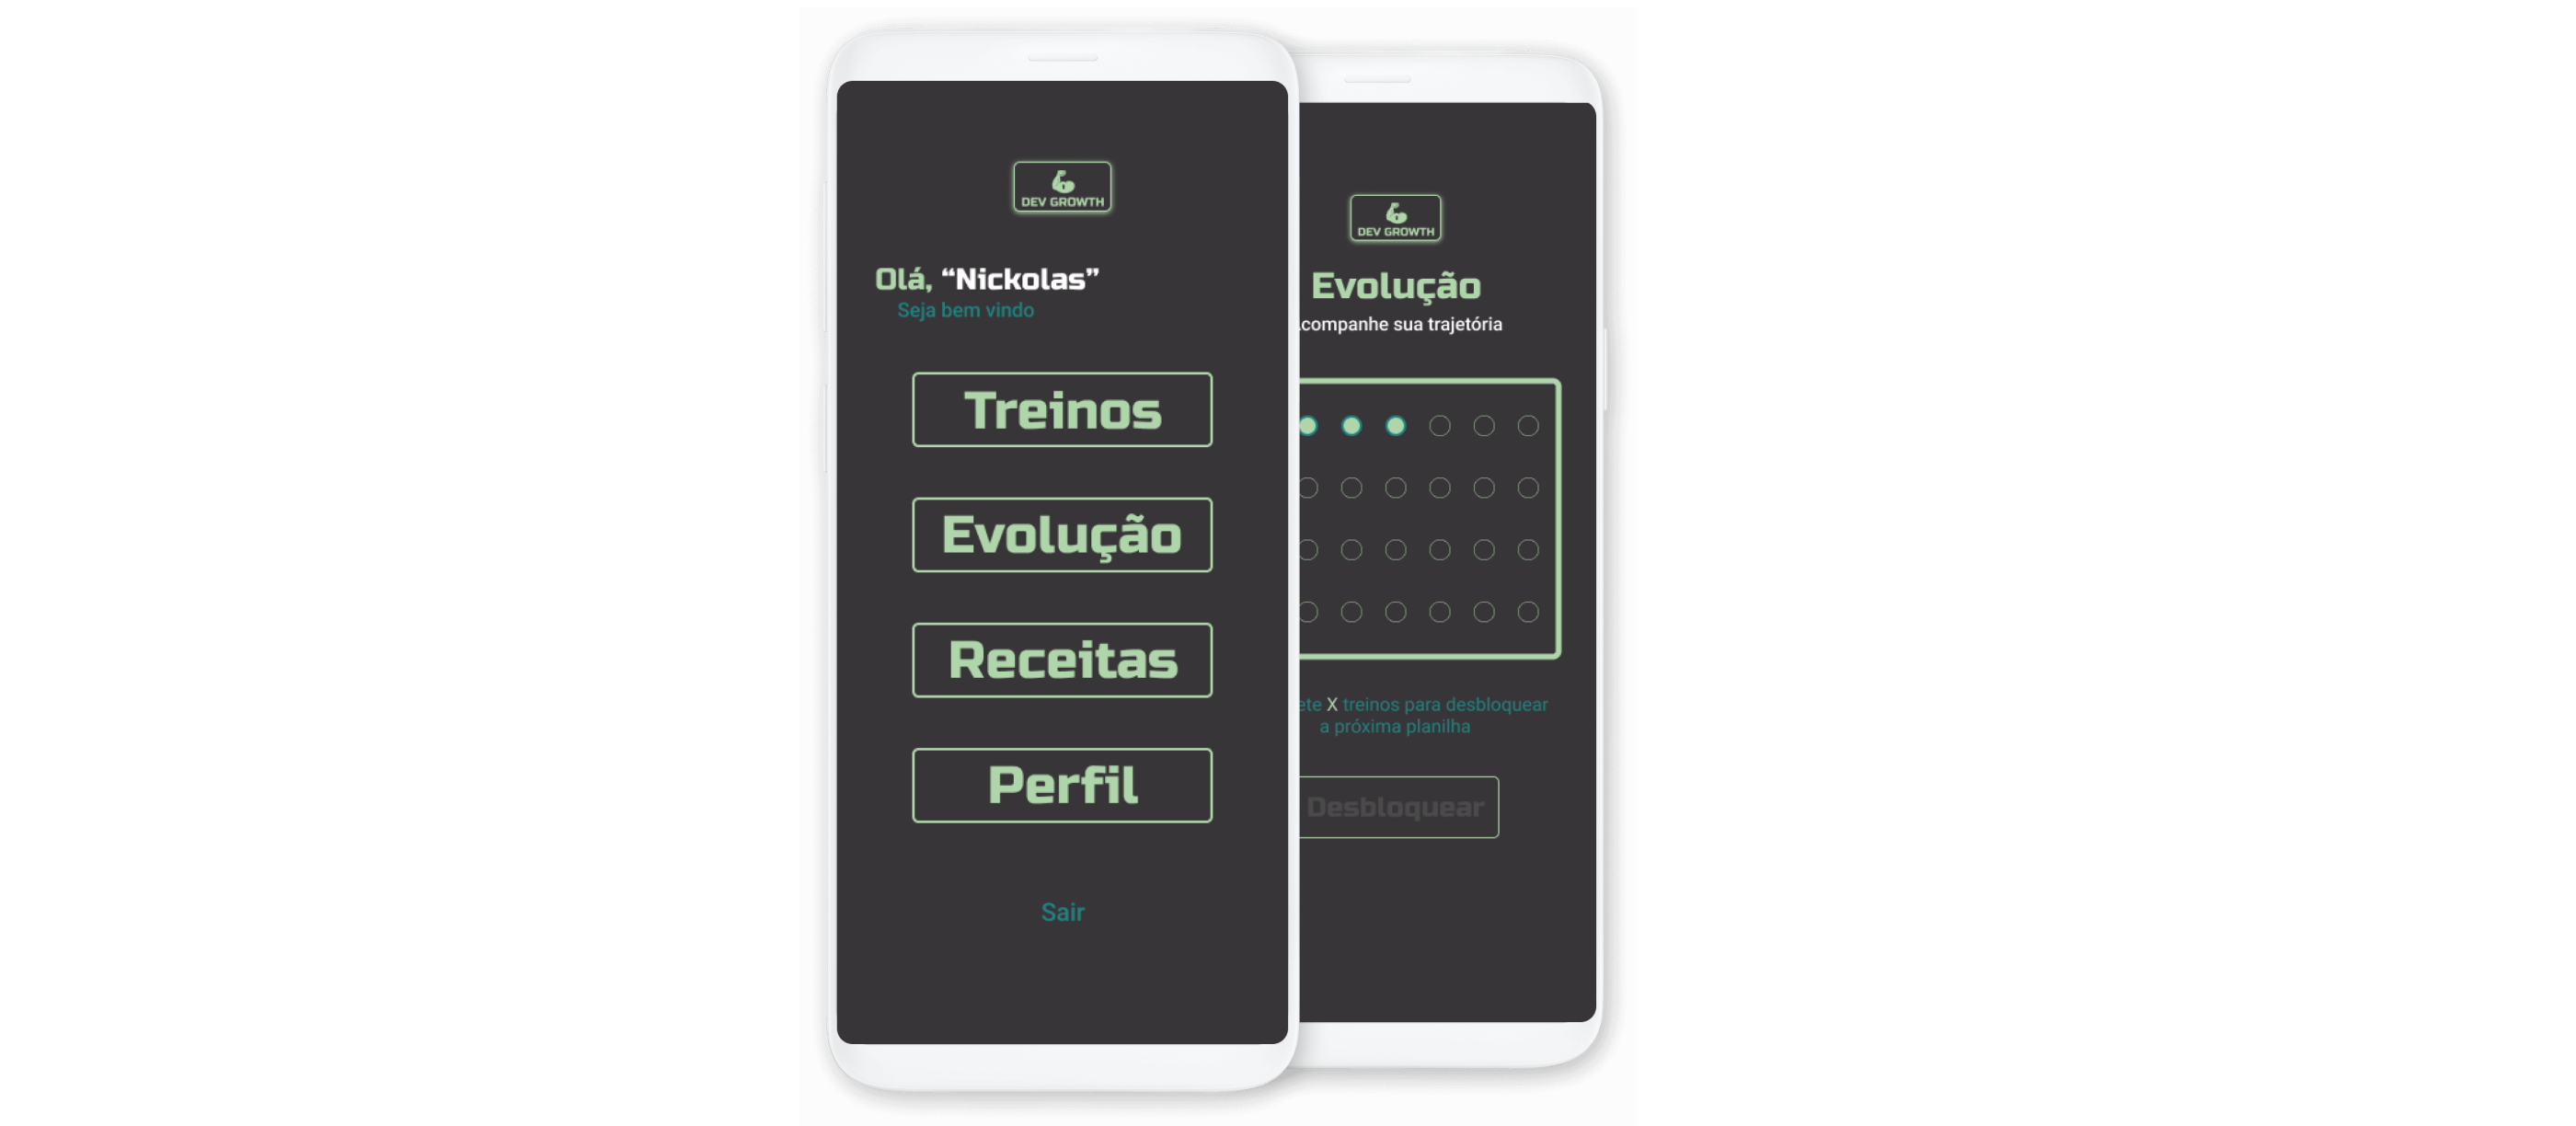 DEV GROWTH
Olá, “Nickolas”
Seja bem vindo
Treinos
Evolução
Receitas
Perfil
Sair
DEV GROWTH
Evolução
companhe sua trajetória
ete X treinos para desbloquear
a próxima planilha
Desbloquear